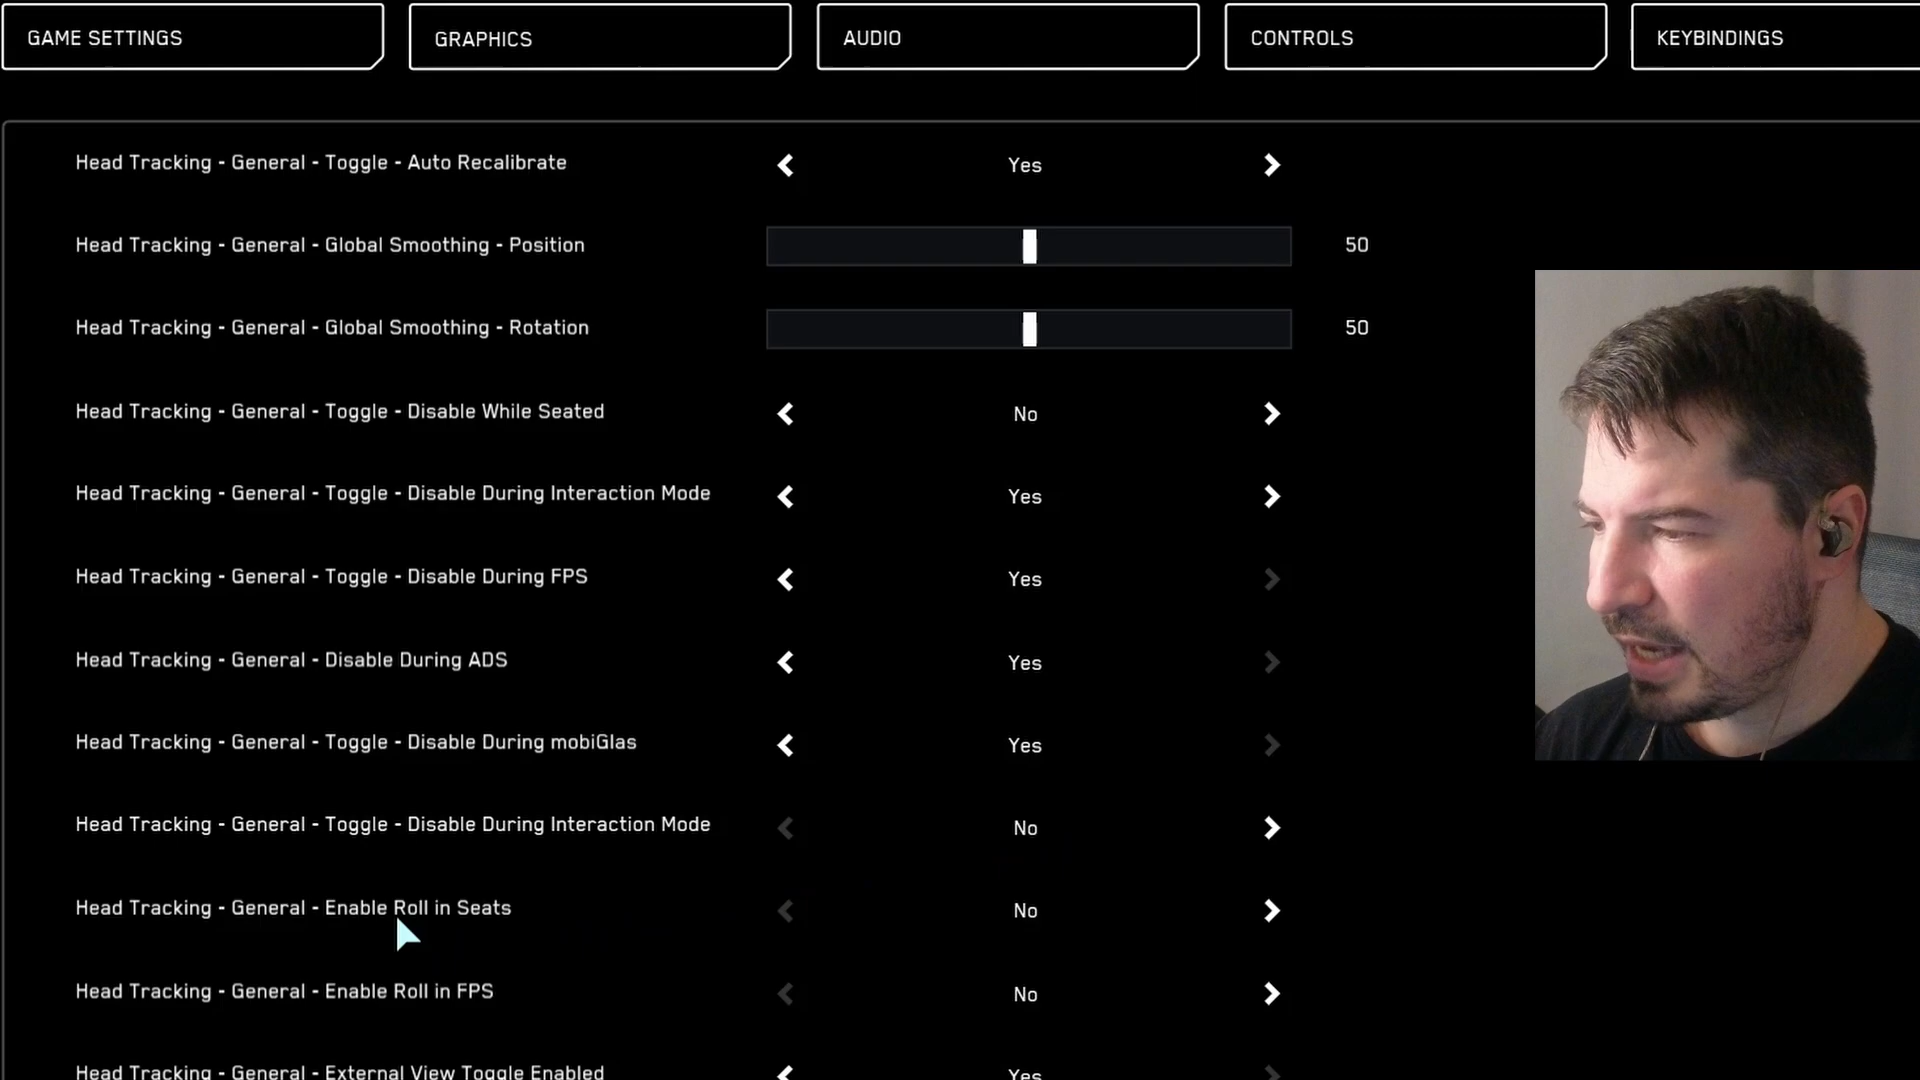 GAME SETTINGS
GRAPHICS
AUDIO
CONTROLS
KEYBINDINGS
Head Tracking - General - Toggle - Auto Recalibrate Yes
Head Tracking - General - Global Smoothing - Position 50
Head Tracking - General - Global Smoothing - Rotation 50
Head Tracking - General - Toggle - Disable While Seated No
Head Tracking - General - Toggle - Disable During Interaction Mode Yes
Head Tracking - General - Toggle - Disable During FPS Yes
Head Tracking - General - Disable During ADS Yes
Head Tracking - General - Toggle - Disable During mobiGlas Yes
Head Tracking - General - Toggle - Disable During Interaction Mode No
Head Tracking - General - Enable Roll in Seats No
Head Tracking - General - Enable Roll in FPS No
Head Tracking - General - External View Toggle Enabled Yes